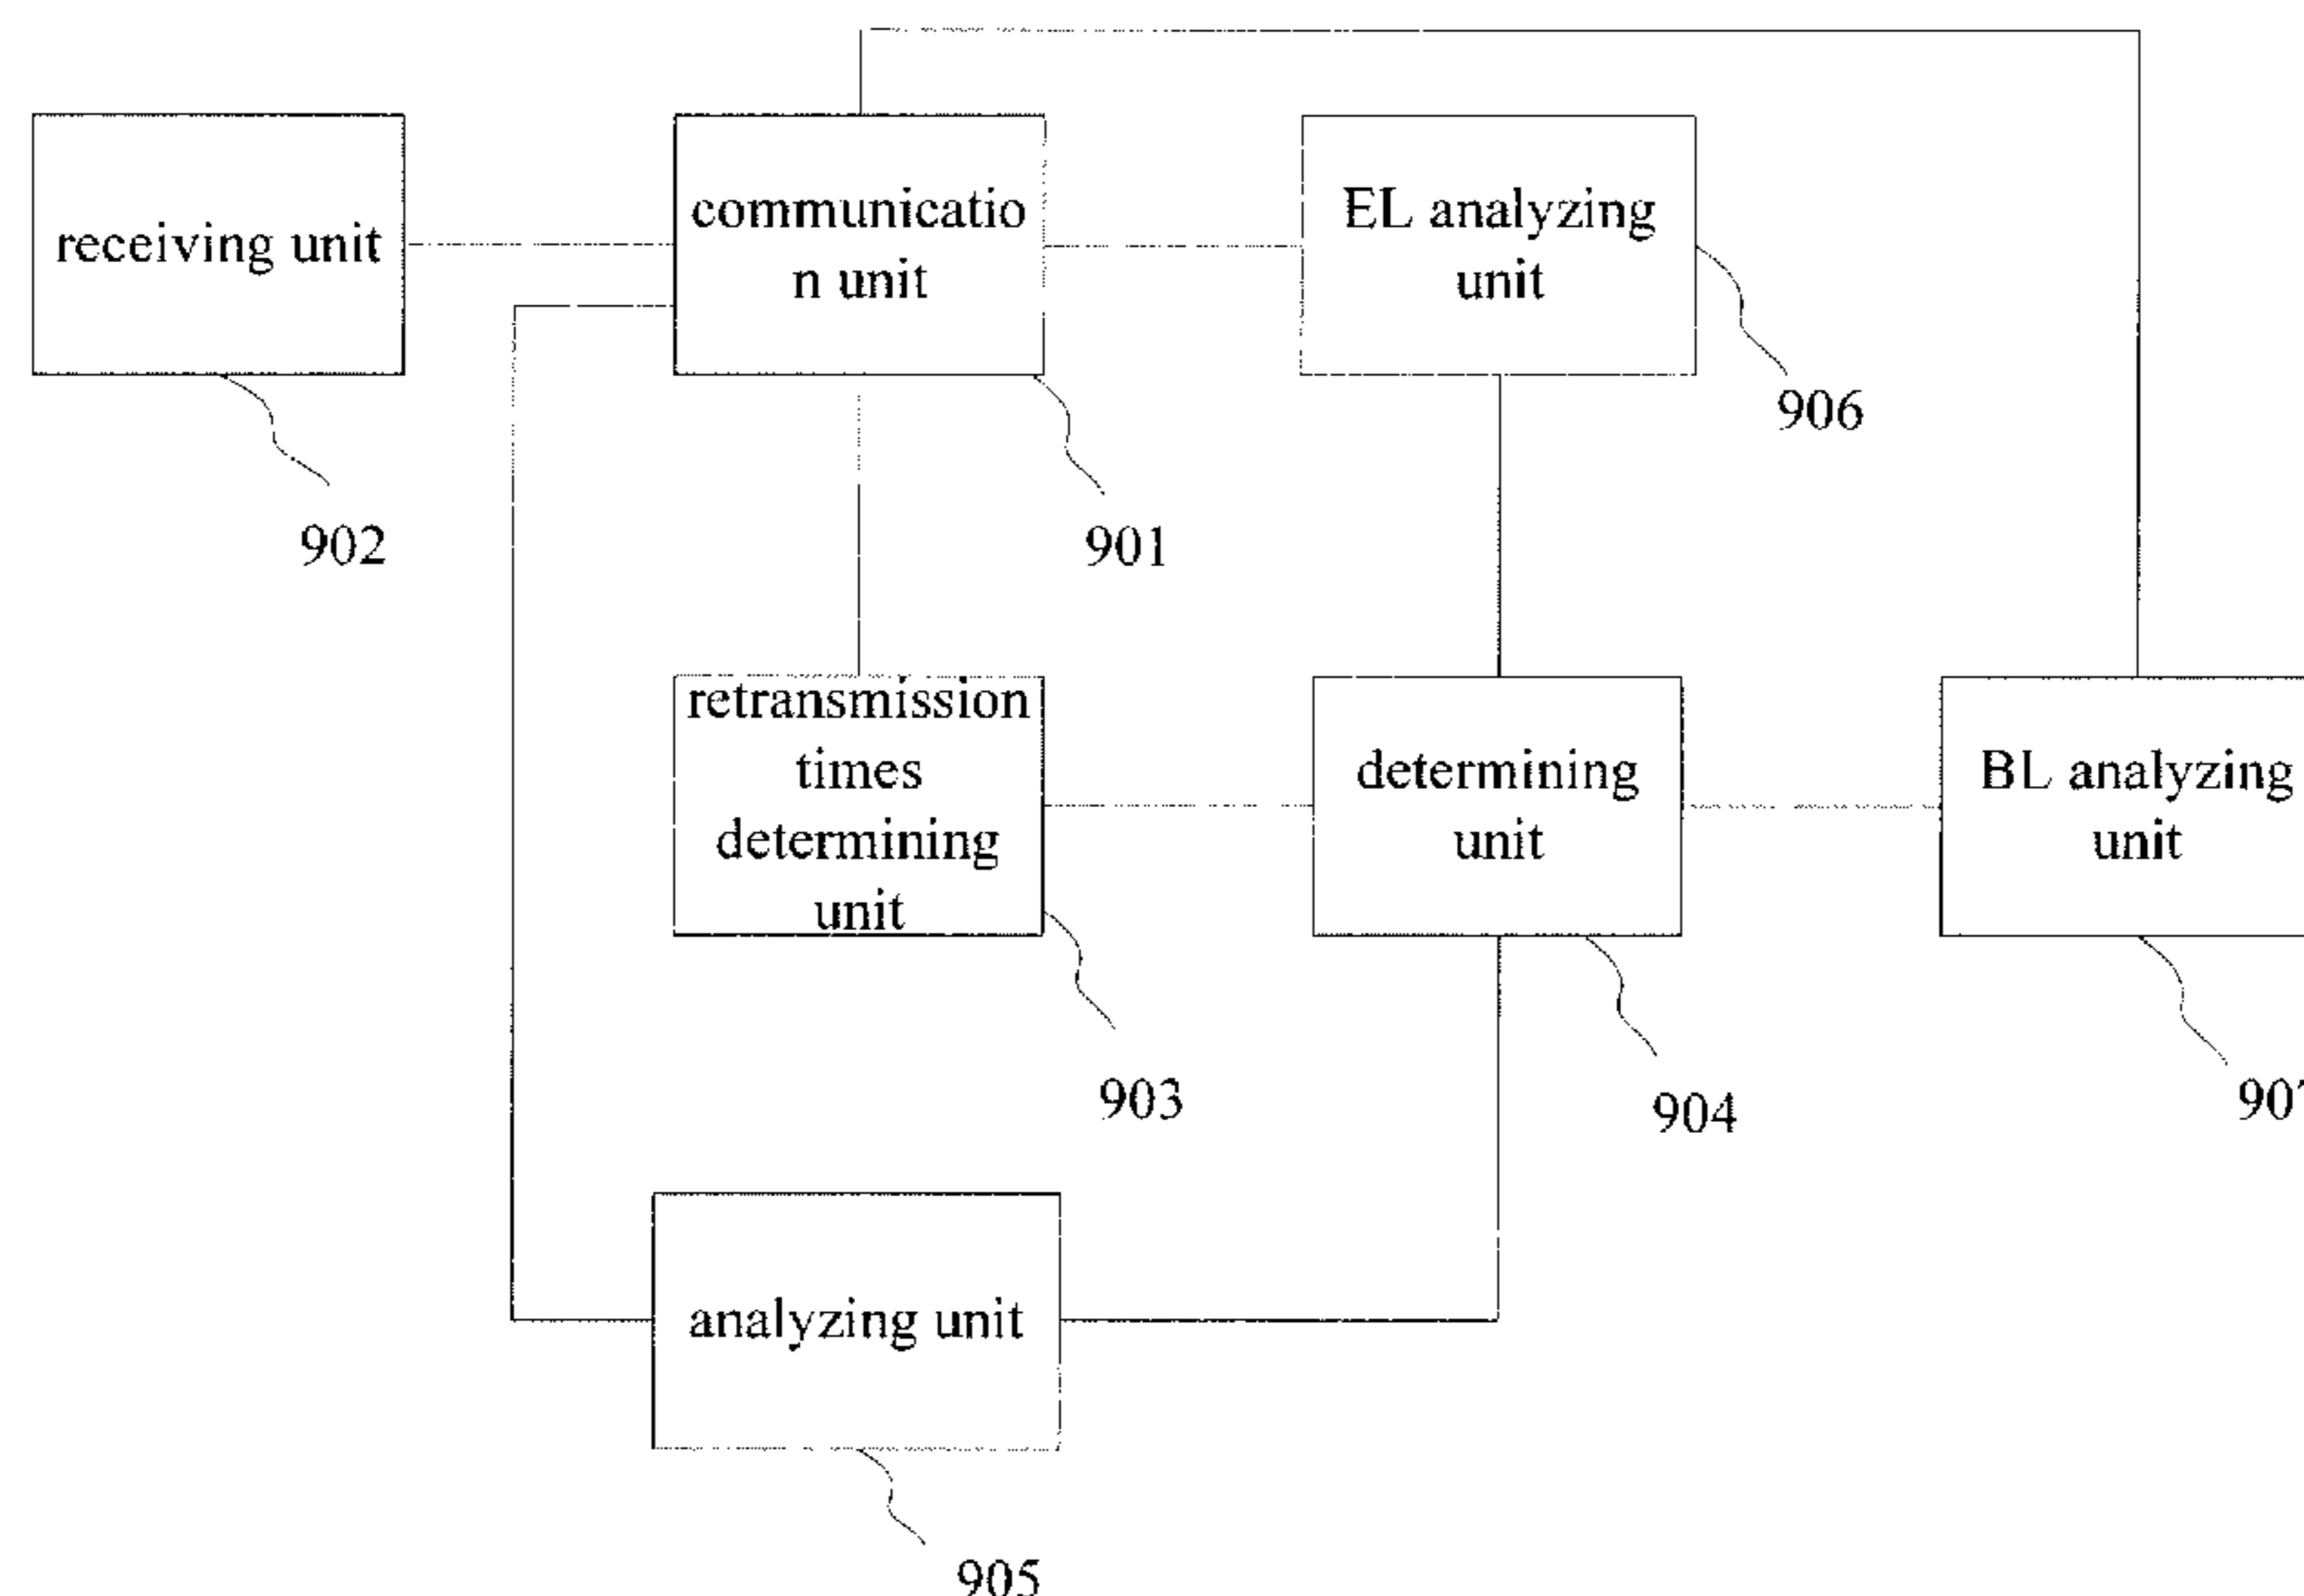 receiving unit
communicatio
n unit
EL analyzing
unit
906
902
901
retransmission
times
determining
unit
determining
unit
BL analyzing
unit
903
904
907
analyzing unit
905